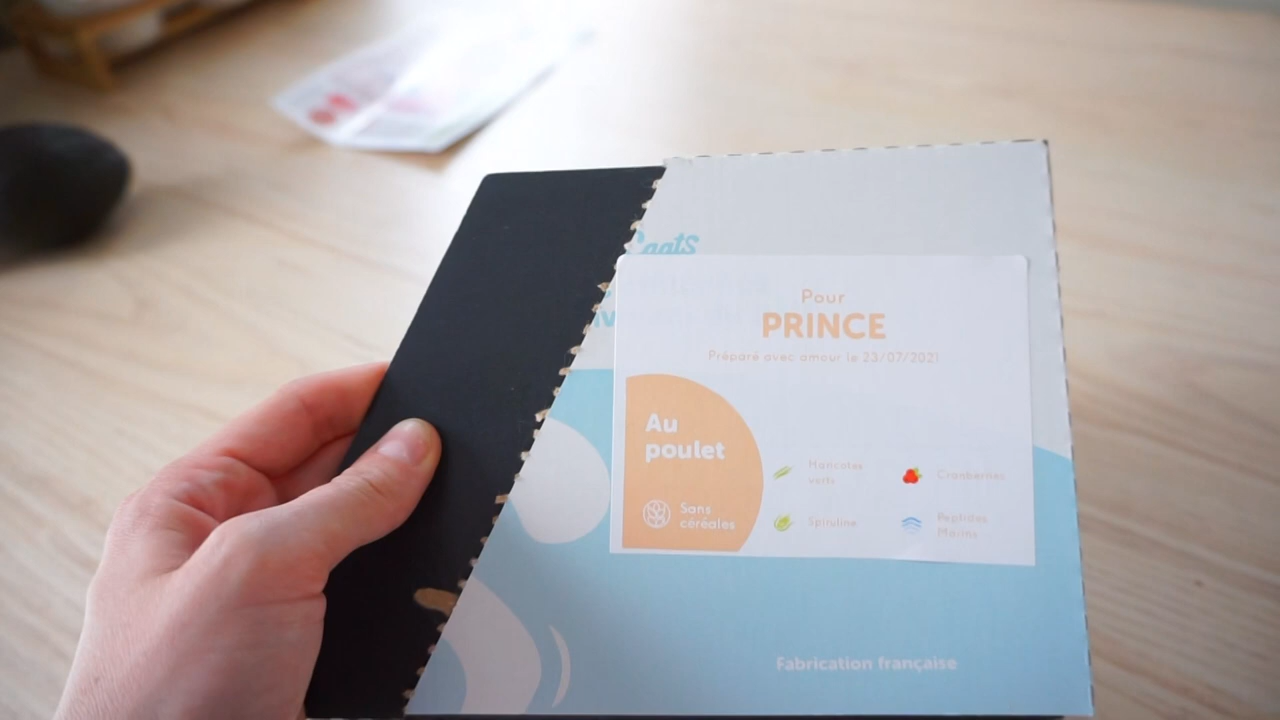 Pour
PRINCE
Préparé avec amour le 23/07/2021
Au
poulet
Sans
céréales
Haricots
verts
Cranberries
Spiruline
Peptides
Marins
Fabrication française